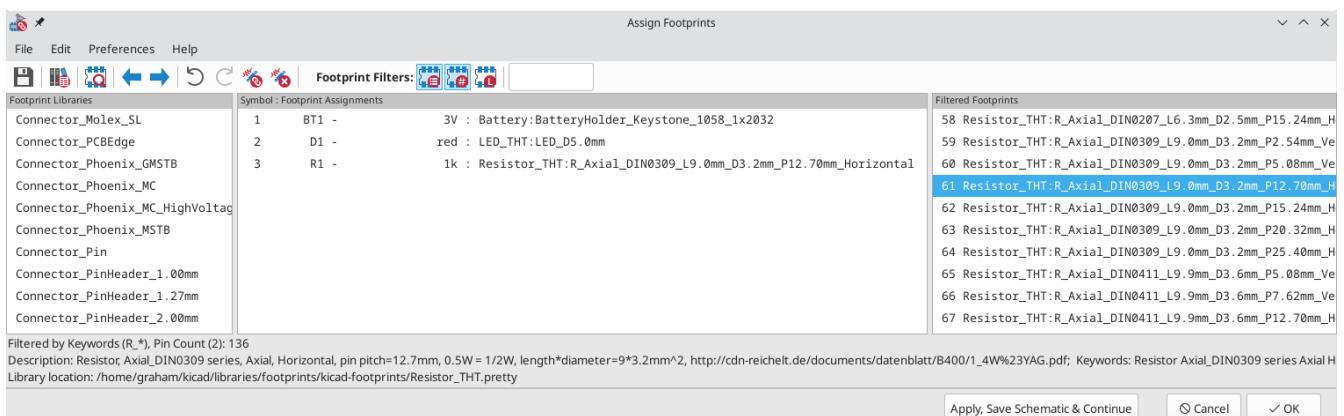 Assign Footprints
File Edit Preferences Help
Footprint Filters:
Footprint Libraries
Connector_Molex_SL
Connector_PCBEdge
Connector_Phoenix_GMSTB
Connector_Phoenix_MC
Connector_Phoenix_MC_HighVoltag
Connector_Phoenix_MSTB
Connector_Pin
Connector_PinHeader_1.00mm
Connector_PinHeader_1.27mm
Connector_PinHeader_2.00mm
Symbol : Footprint Assignments
1 BT1 - 3V : Battery:BatteryHolder_Keystone_1058_1x2032
2 D1 - red : LED_THT:LED_D5.0mm
3 R1 - 1k : Resistor_THT:R_Axial_DIN0309_L9.0mm_D3.2mm_P12.70mm_Horizontal
Filtered Footprints
58 Resistor_THT:R_Axial_DIN0207_L6.3mm_D2.5mm_P15.24mm_H
59 Resistor_THT:R_Axial_DIN0309_L9.0mm_D3.2mm_P2.54mm_Ve
60 Resistor_THT:R_Axial_DIN0309_L9.0mm_D3.2mm_P5.08mm_Ve
61 Resistor_THT:R_Axial_DIN0309_L9.0mm_D3.2mm_P12.70mm_H
62 Resistor_THT:R_Axial_DIN0309_L9.0mm_D3.2mm_P15.24mm_H
63 Resistor_THT:R_Axial_DIN0309_L9.0mm_D3.2mm_P20.32mm_H
64 Resistor_THT:R_Axial_DIN0309_L9.0mm_D3.2mm_P25.40mm_H
65 Resistor_THT:R_Axial_DIN0411_L9.9mm_D3.6mm_P5.08mm_Ve
66 Resistor_THT:R_Axial_DIN0411_L9.9mm_D3.6mm_P7.62mm_Ve
67 Resistor_THT:R_Axial_DIN0411_L9.9mm_D3.6mm_P12.70mm_H
Filtered by Keywords (R_*), Pin Count (2): 136
Description: Resistor, Axial_DIN0309 series, Axial, Horizontal, pin pitch=12.7mm, 0.5W = 1/2W, length*diameter=9*3.2mm^2, http://cdn-reichelt.de/documents/datenblatt/B400/1_4W%23YAG.pdf; Keywords: Resistor Axial_DIN0309 series Axial H
Library location: /home/graham/kicad/libraries/footprints/kicad-footprints/Resistor_THT.pretty
Apply, Save Schematic & Continue Cancel OK